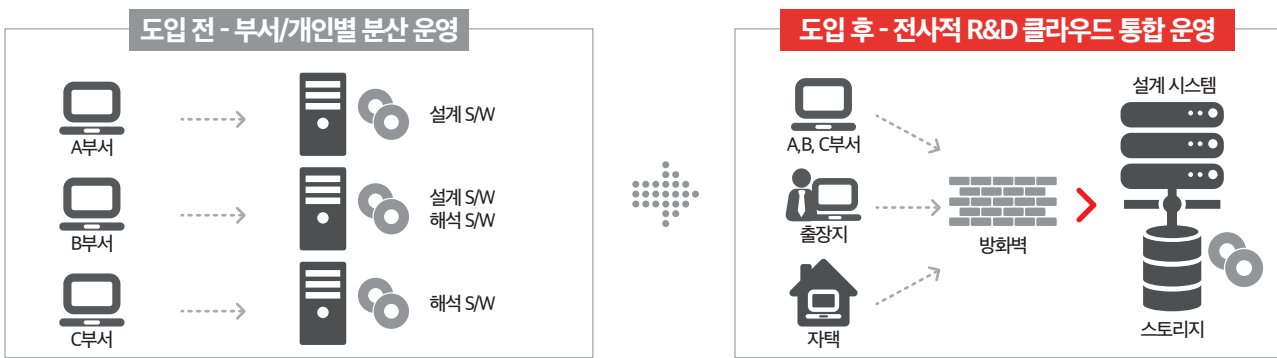 도입 전 - 부서/개인별 분산 운영
A부서
설계 S/W
B부서
설계 S/W
해석 S/W
C부서
해석 S/W
도입 후 - 전사적 R&D 클라우드 통합 운영
A,B, C부서
출장지
자택
방화벽
설계 시스템
스토리지